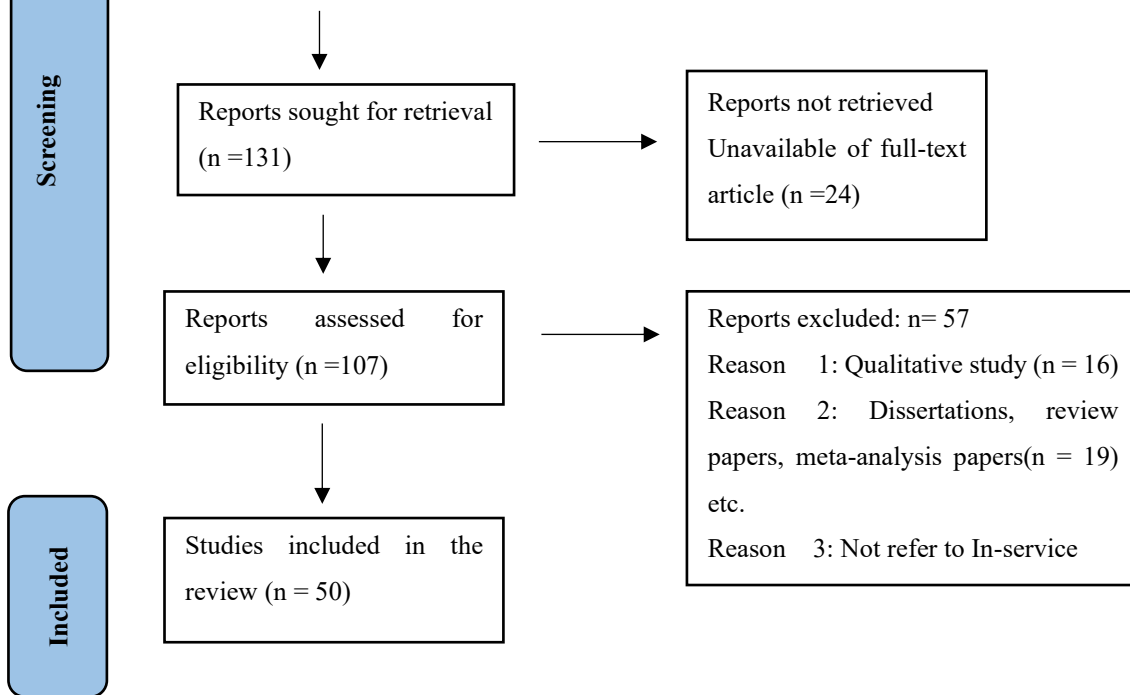 Screening
Reports sought for retrieval
(n =131)
Reports not retrieved
Unavailable of full-text
article (n =24)
Reports assessed for
eligibility (n =107)
Reports excluded: n= 57
Reason 1: Qualitative study (n = 16)
Reason 2: Dissertations, review
papers, meta-analysis papers(n = 19)
etc.
Reason 3: Not refer to In-service
Included
Studies included in the
review (n = 50)